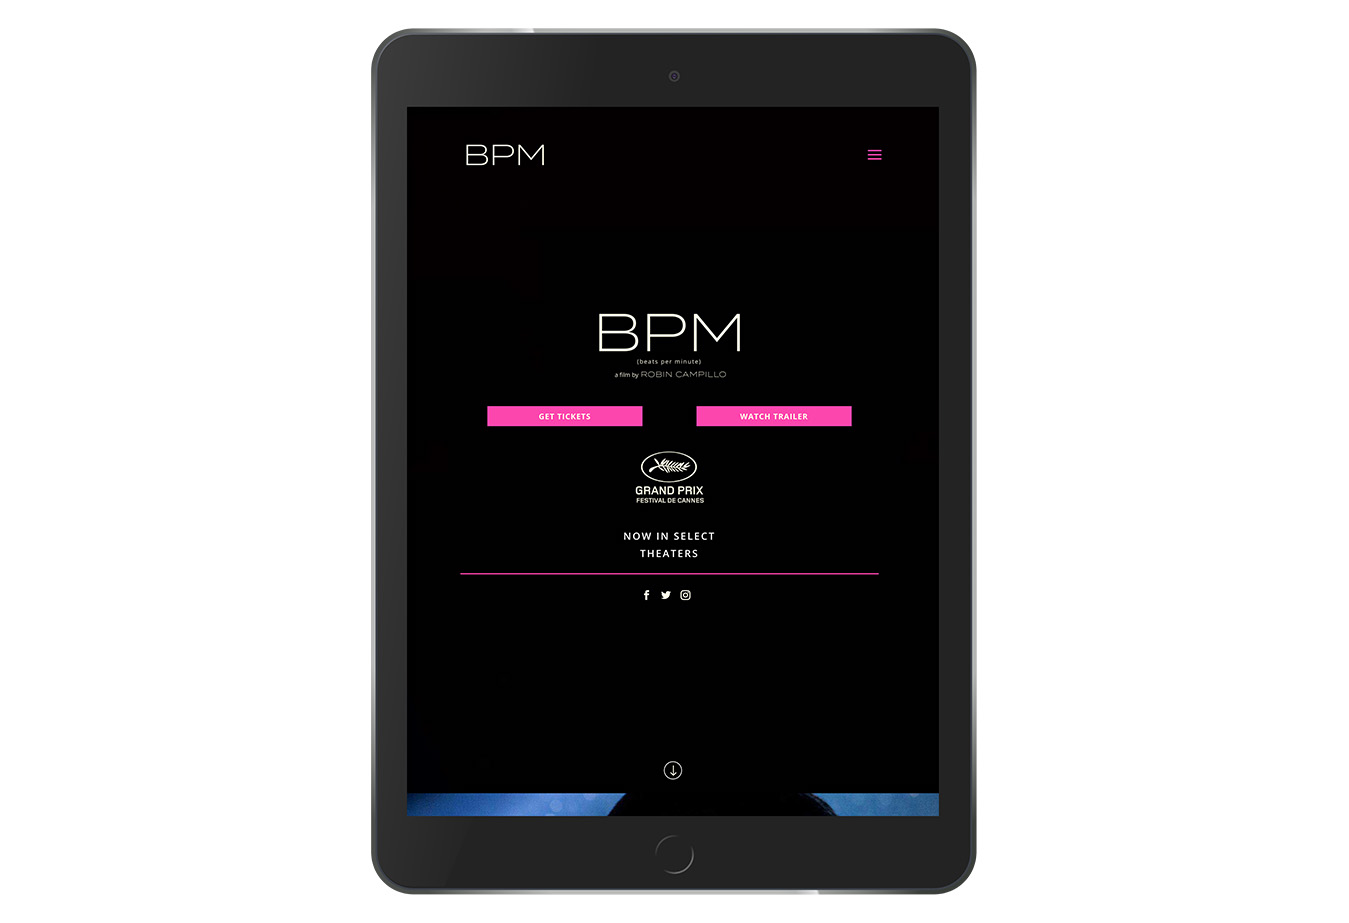 BPM
BPM
(beats per minute)
a film by ROBIN CAMPILLO
GET TICKETS
WATCH TRAILER
GRAND PRIX
FESTIVAL DE CANNES
NOW IN SELECT
THEATERS